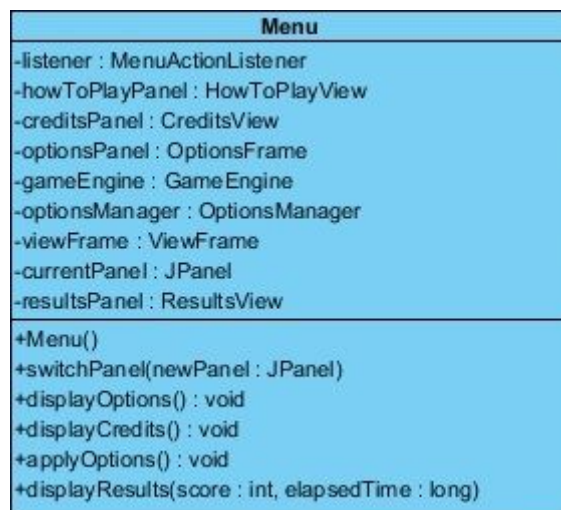 Menu
-listener : MenuActionListener
-howToPlayPanel : HowToPlayView
-creditsPanel : CreditsView
-optionsPanel : OptionsFrame
-gameEngine : GameEngine
-optionsManager : OptionsManager
-viewFrame : ViewFrame
-currentPanel : JPanel
-resultsPanel : ResultsView
+Menu()
+switchPanel(newPanel : JPanel)
+displayOptions() : void
+displayCredits() : void
+applyOptions() : void
+displayResults(score : int, elapsedTime : long)